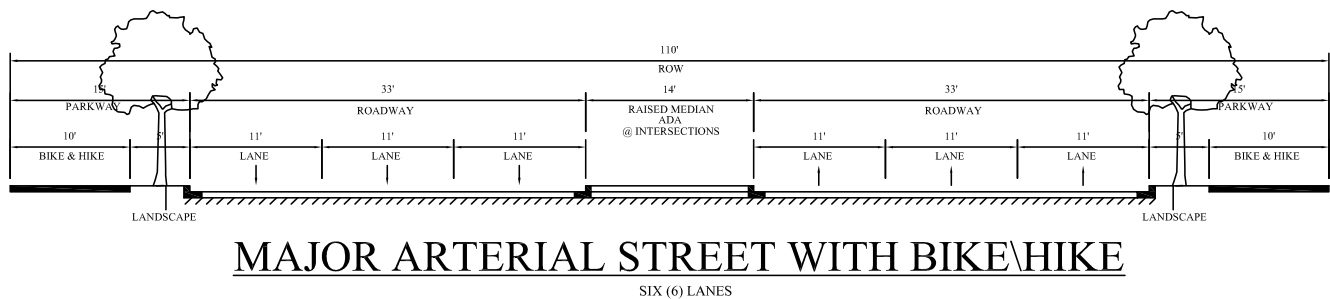 110'
ROW
15'
33'
14'
33'
15'
PARKWAY
ROADWAY
RAISED MEDIAN
ADA
@ INTERSECTIONS
ROADWAY
PARKWAY
10'
5'
11'
11'
11'
11'
11'
11'
5'
10'
BIKE & HIKE
LANE
LANE
LANE
LANE
LANE
LANE
BIKE & HIKE
LANDSCAPE
LANDSCAPE
MAJOR ARTERIAL STREET WITH BIKE\HIKE
SIX (6) LANES